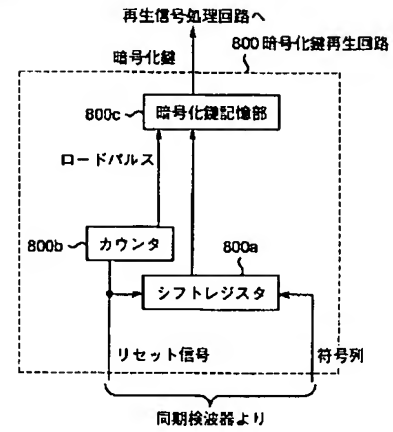 再生信号処理回路へ
暗号化鍵
800 暗号化鍵再生回路
800c
暗号化鍵記憶部
ロードパルス
800b
カウンタ
800a
シフトレジスタ
リセット信号
符号列
同期検波器より